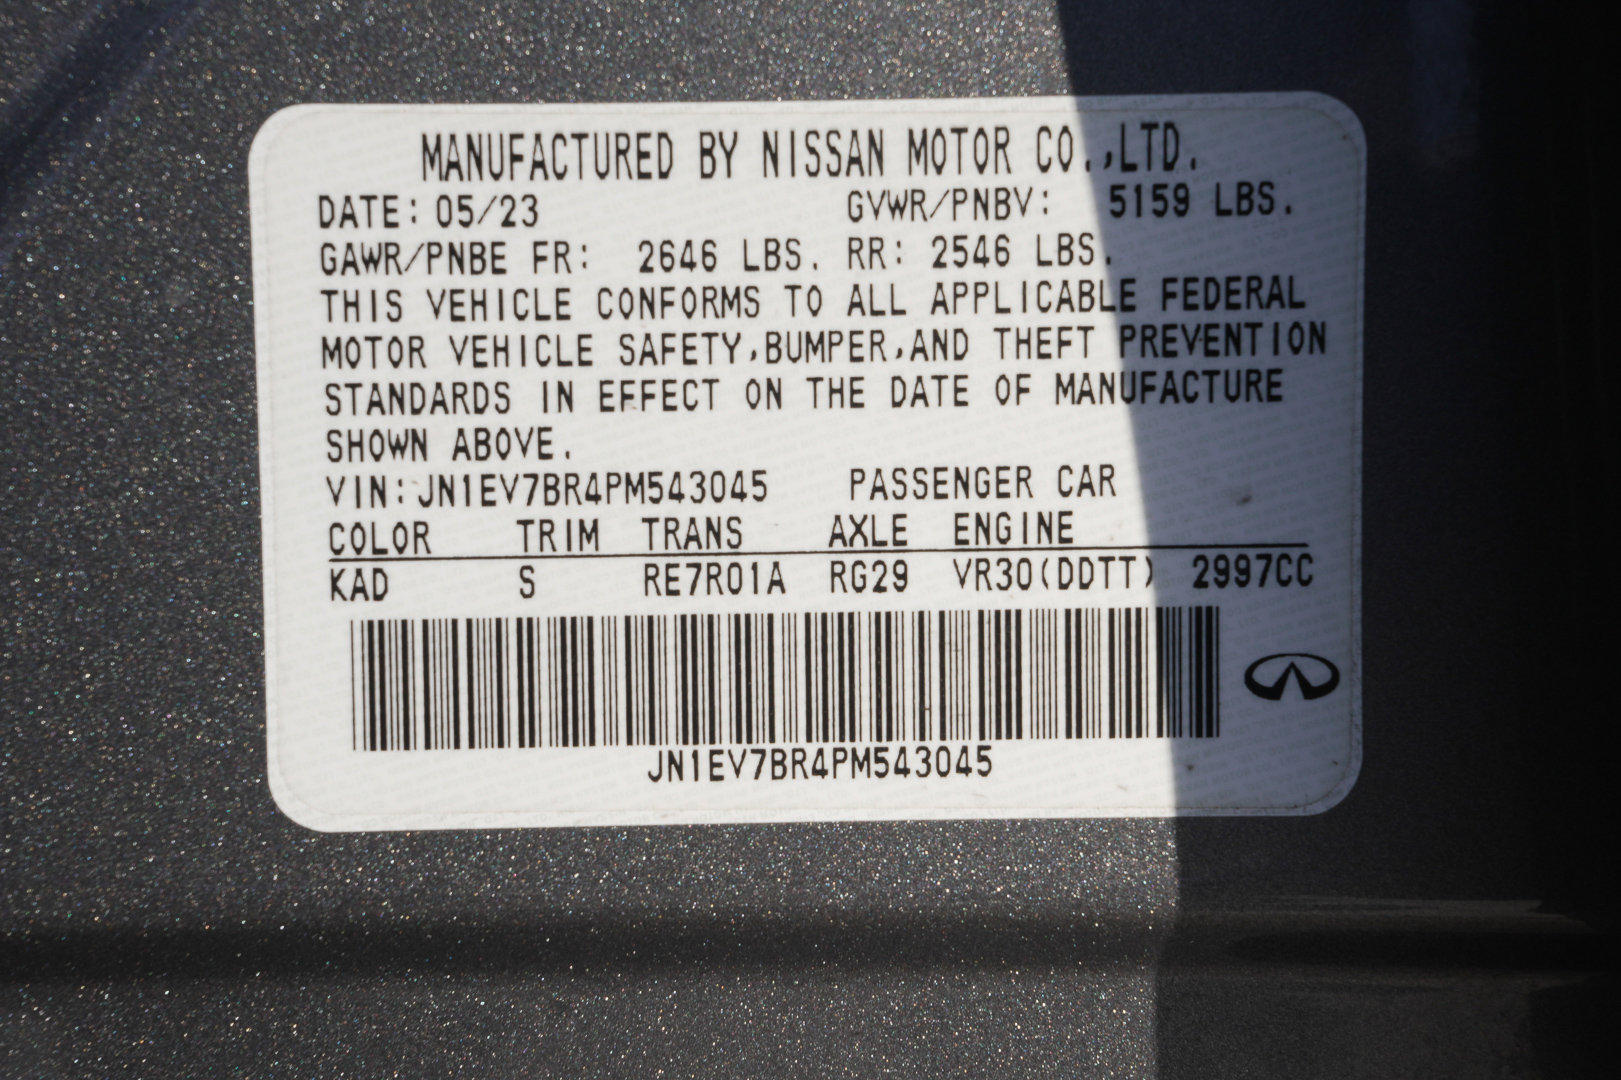 MANUFACTURED BY NISSAN MOTOR CO.,LTD.
DATE: 05/23 GVWR/PNBV: 5159 LBS.
GAWR/PNBE FR: 2646 LBS. RR: 2546 LBS.
THIS VEHICLE CONFORMS TO ALL APPLICABLE FEDERAL
MOTOR VEHICLE SAFETY,BUMPER,AND THEFT PREVENTION
STANDARDS IN EFFECT ON THE DATE OF MANUFACTURE
SHOWN ABOVE.
VIN:JN1EV7BR4PM543045 PASSENGER CAR
COLOR TRIM TRANS AXLE ENGINE
KAD S RE7R01A RG29 VR30(DDTT) 2997CC
JN1EV7BR4PM543045